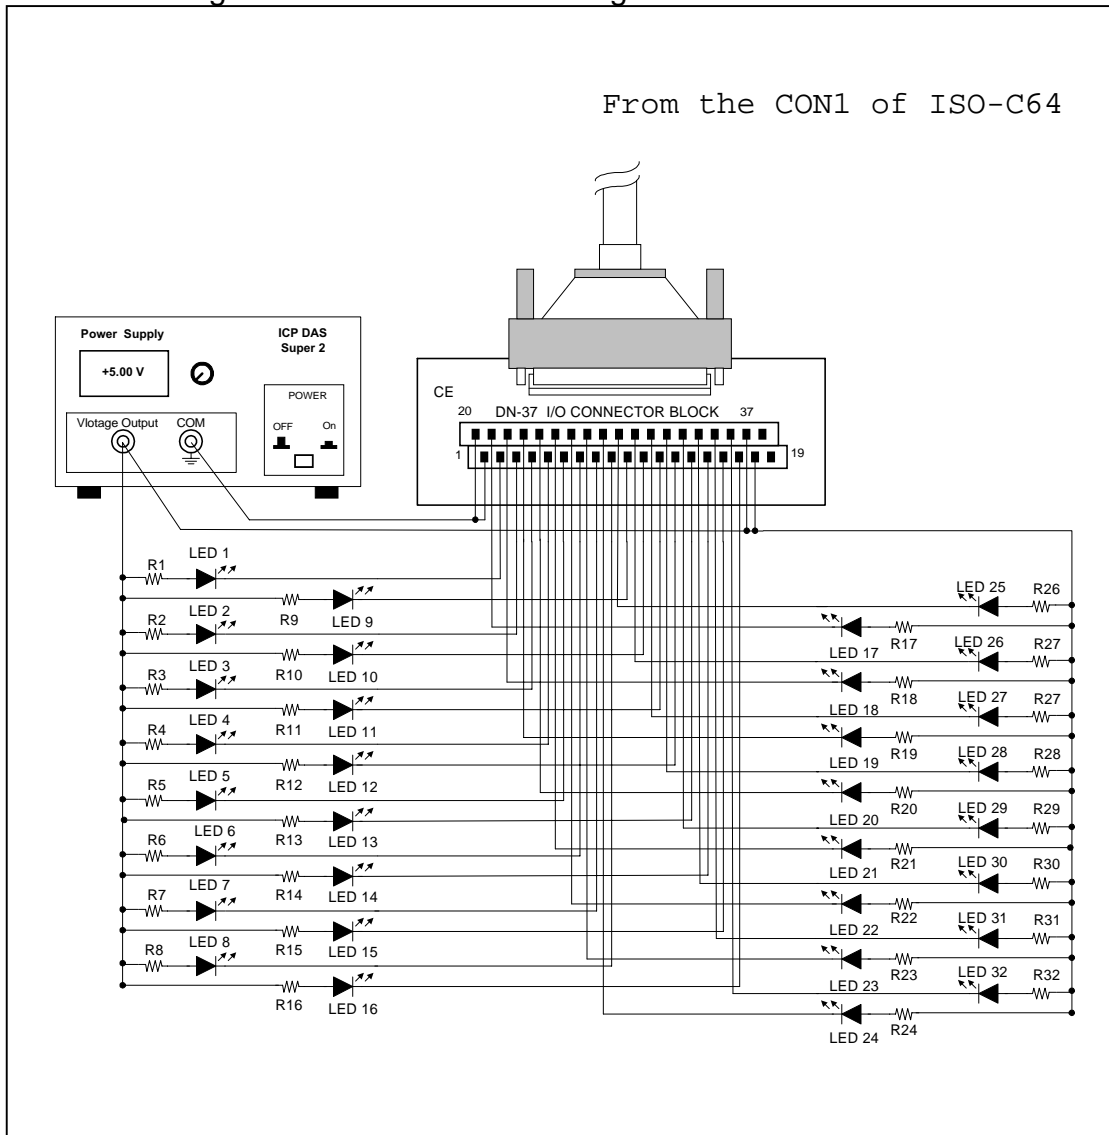 From the CON1 of ISO-C64
Power Supply
ICP DAS
Super 2
+5.00 V
POWER
OFF
On
Vlotage Output
COM
CE
20
DN-37 I/O CONNECTOR BLOCK
37
1
19
R1
LED 1
R9
LED 9
R2
LED 2
R10
LED 10
R3
LED 3
R11
LED 11
R4
LED 4
R12
LED 12
R5
LED 5
R13
LED 13
R6
LED 6
R14
LED 14
R7
LED 7
R15
LED 15
R8
LED 8
R16
LED 16
LED 25
R26
LED 17
R17
LED 26
R27
LED 18
R18
LED 27
R27
LED 19
R19
LED 28
R28
LED 20
R20
LED 29
R29
LED 21
R21
LED 30
R30
LED 22
R22
LED 31
R31
LED 23
R23
LED 32
R32
LED 24
R24